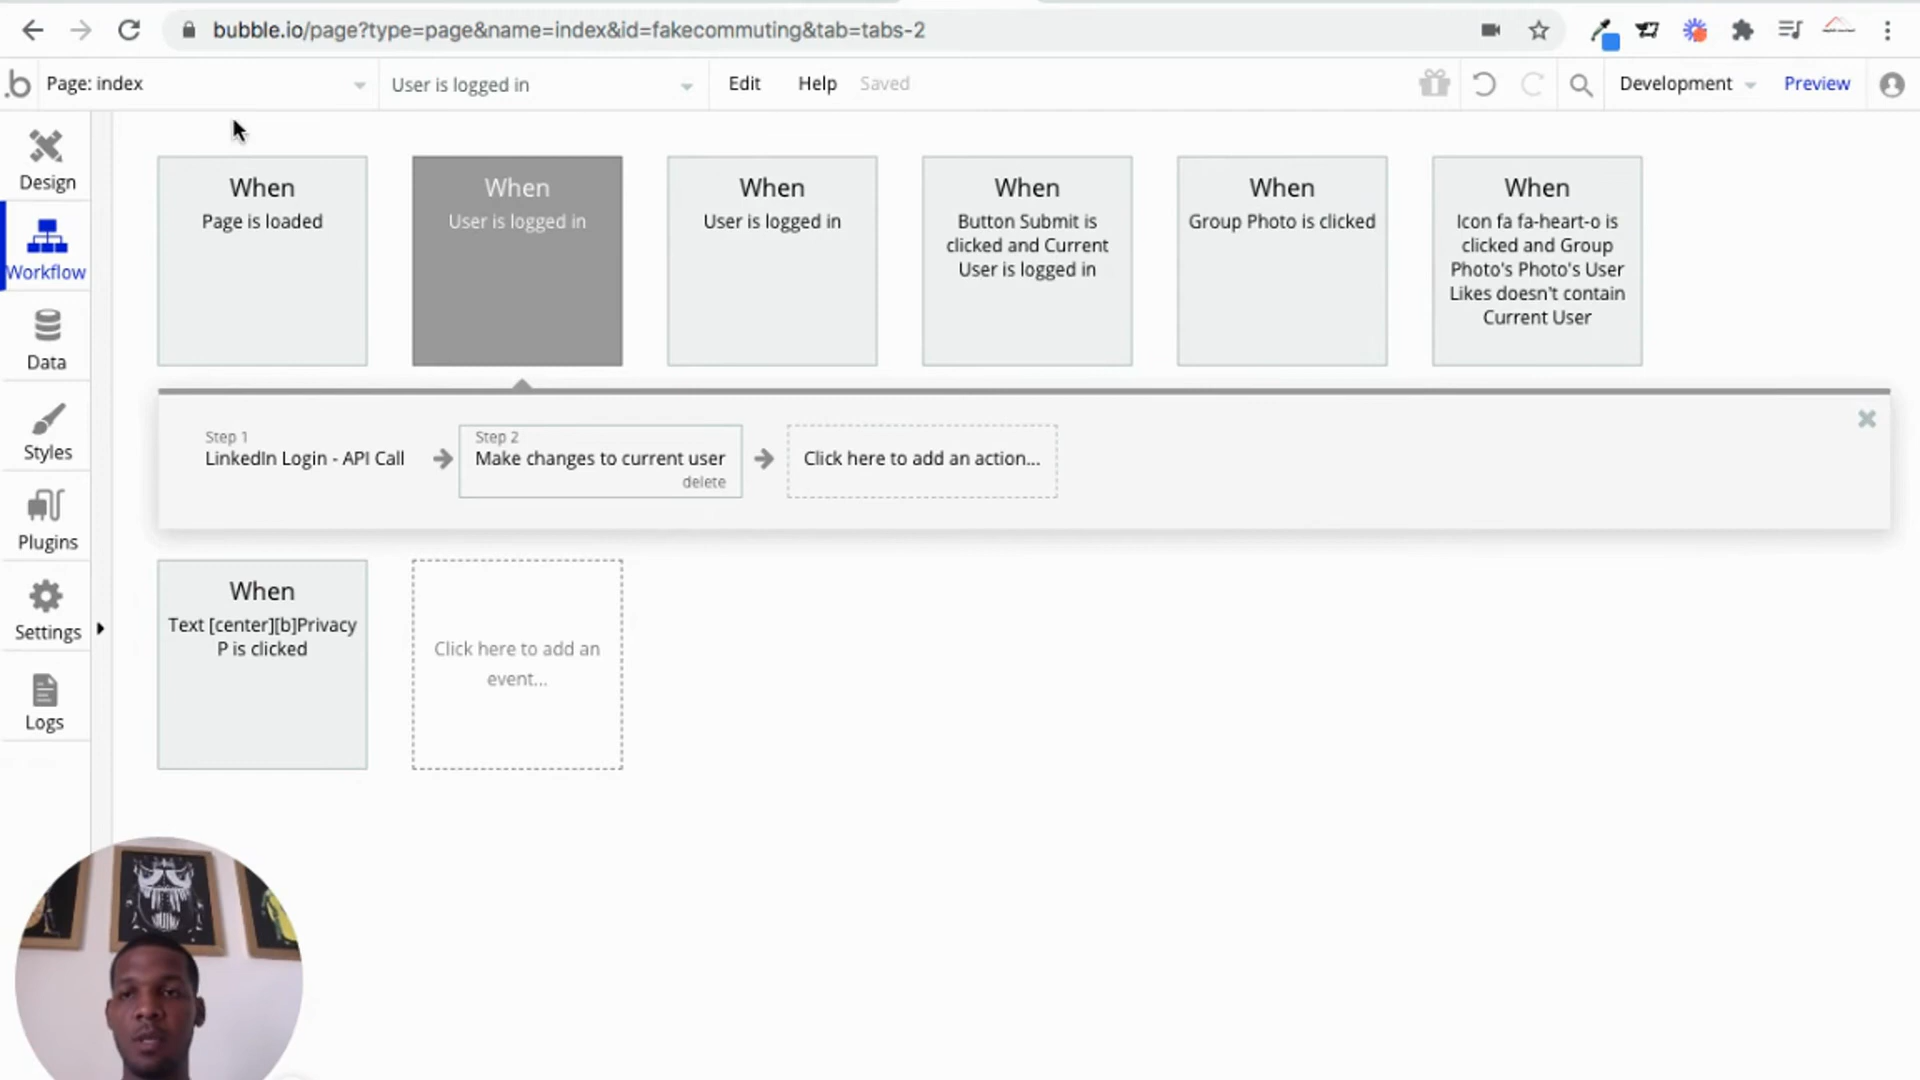 bubble.io/page?type=page&name=index&id=fakecommuting&tab=tabs-2
.b
Page: index
User is logged in
Edit
Help
Saved
Development
Preview
Design
Workflow
Data
Styles
Plugins
Settings
Logs
When
Page is loaded
When
User is logged in
When
User is logged in
When
Button Submit is
clicked and Current
User is logged in
When
Group Photo is clicked
When
Icon fa fa-heart-o is
clicked and Group
Photo's Photo's User
Likes doesn't contain
Current User
Step 1
LinkedIn Login - API Call
Step 2
Make changes to current user
delete
Click here to add an action...
When
Text [center][b]Privacy
P is clicked
Click here to add an
event...